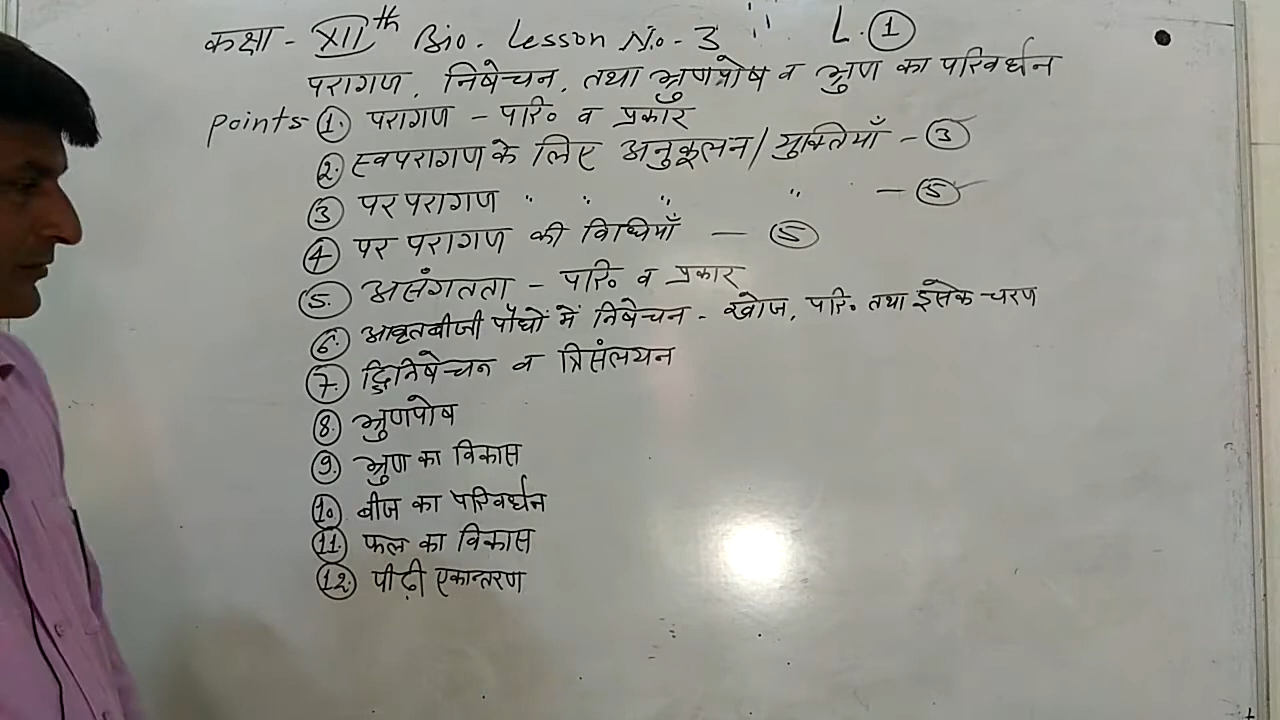 कक्षा - XIIth Bio. Lesson No.- 3 " L.①
परागण, निषेचन, तथा भ्रुणपोष व भ्रुण का परिवर्धन
Points- ①. परागण - परि० व प्रकार
②. स्वपरागण के लिए अनुकूलन/युक्तियाँ - ③
③ पर परागण " " " " - ⑤
④ पर परागण की विधियाँ - ⑤
⑤. असंगतता - परि० व प्रकार
⑥. आवृतबीजी पौधों में निषेचन - खोज, परि० तथा इसके चरण
⑦. द्विनिषेचन व त्रिसंलयन
⑧. भ्रुणपोष
⑨. भ्रुण का विकास
⑩. बीज का परिवर्धन
⑪. फल का विकास
⑫. पीढ़ी एकान्तरण